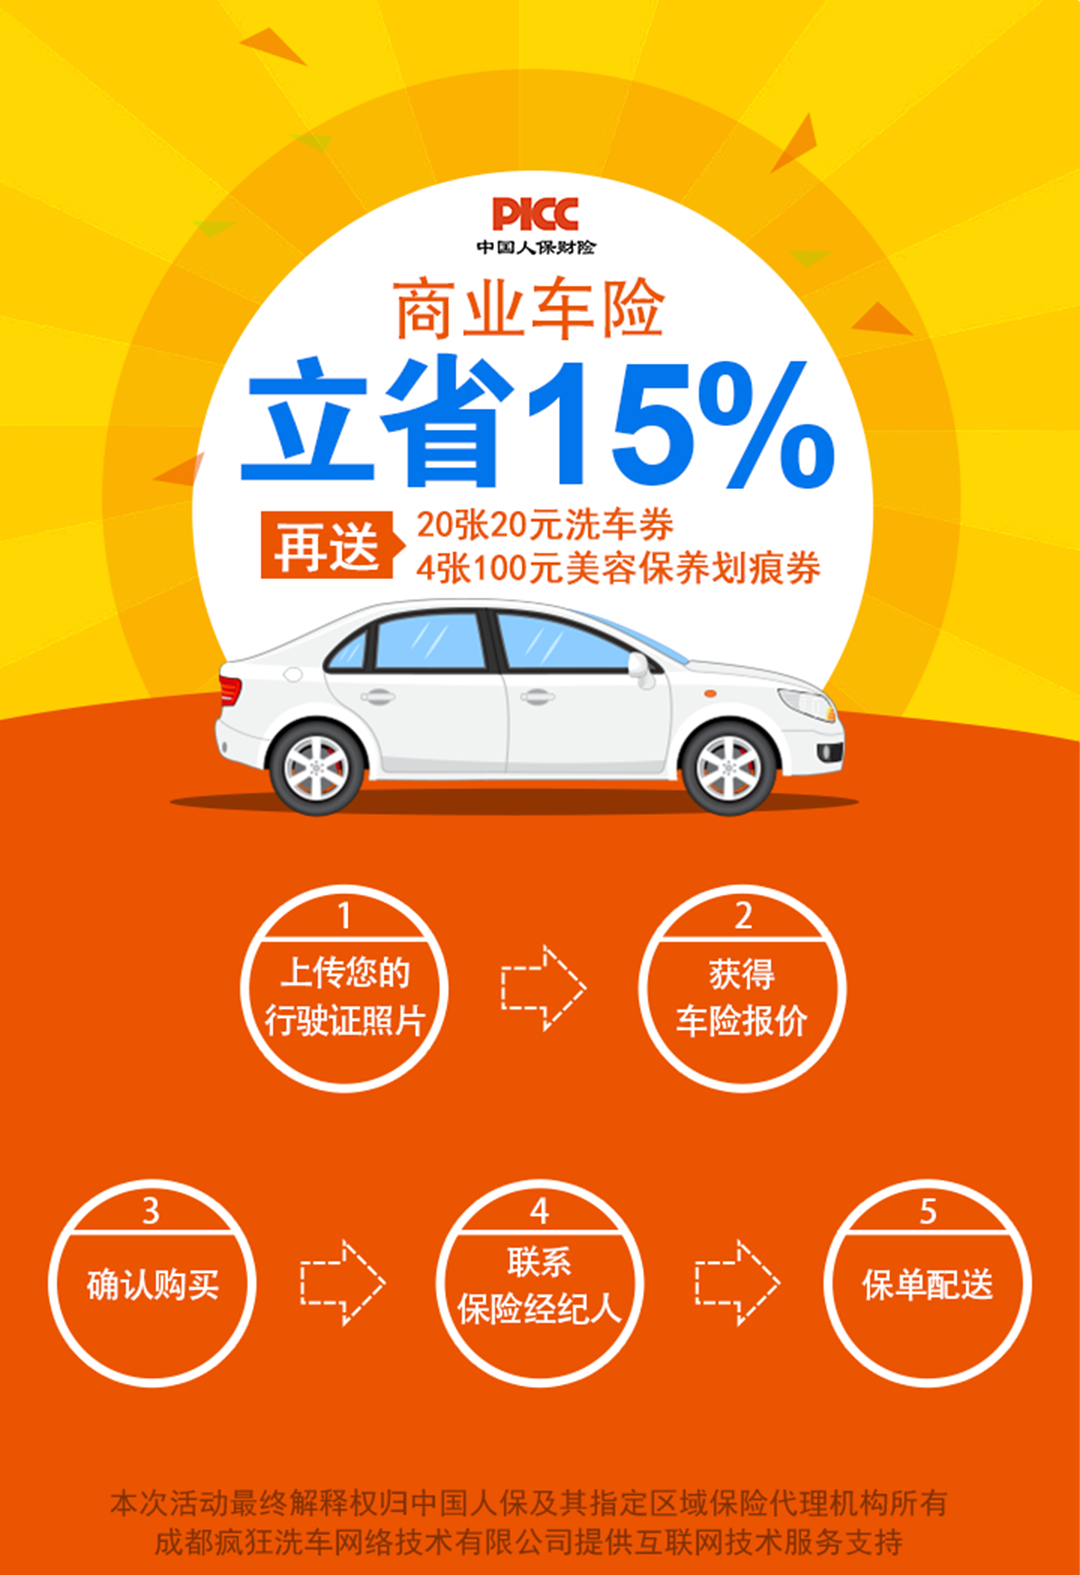 PICC
中国人保财险
商业车险
立省15%
再送
20张20元洗车券
4张100元美容保养划痕券
1
上传您的
行驶证照片
2
获得
车险报价
3
确认购买
4
联系
保险经纪人
5
保单配送
本次活动最终解释权归中国人保及其指定区域保险代理机构所有
成都疯狂洗车网络技术有限公司提供互联网技术服务支持